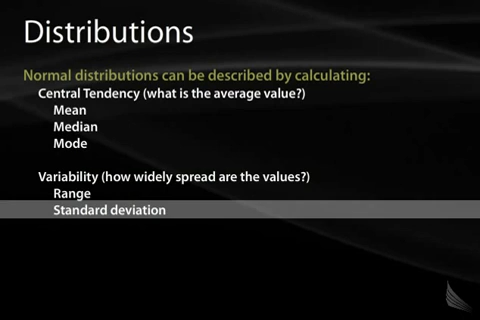 Distributions
Normal distributions can be described by calculating:
Central Tendency (what is the average value?)
Mean
Median
Mode
Variability (how widely spread are the values?)
Range
Standard deviation